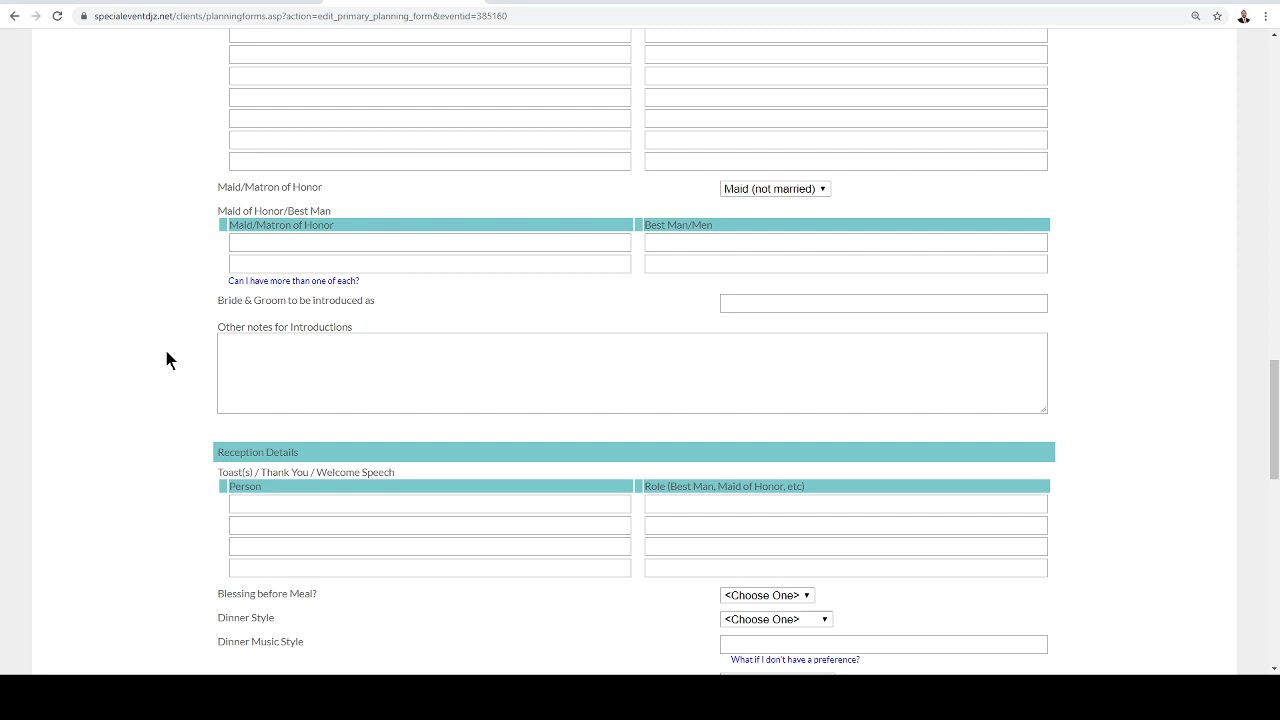 specialeventdjz.net/clients/planningforms.asp?action=edit_primary_planning_form&eventid=385160
Maid/Matron of Honor
Maid (not married)
Maid of Honor/Best Man
Maid/Matron of Honor
Best Man/Men
Can I have more than one of each?
Bride & Groom to be introduced as
Other notes for Introductions
Reception Details
Toast(s) / Thank You / Welcome Speech
Person
Role (Best Man, Maid of Honor, etc)
Blessing before Meal?
<Choose One>
Dinner Style
<Choose One>
Dinner Music Style
What if I don't have a preference?